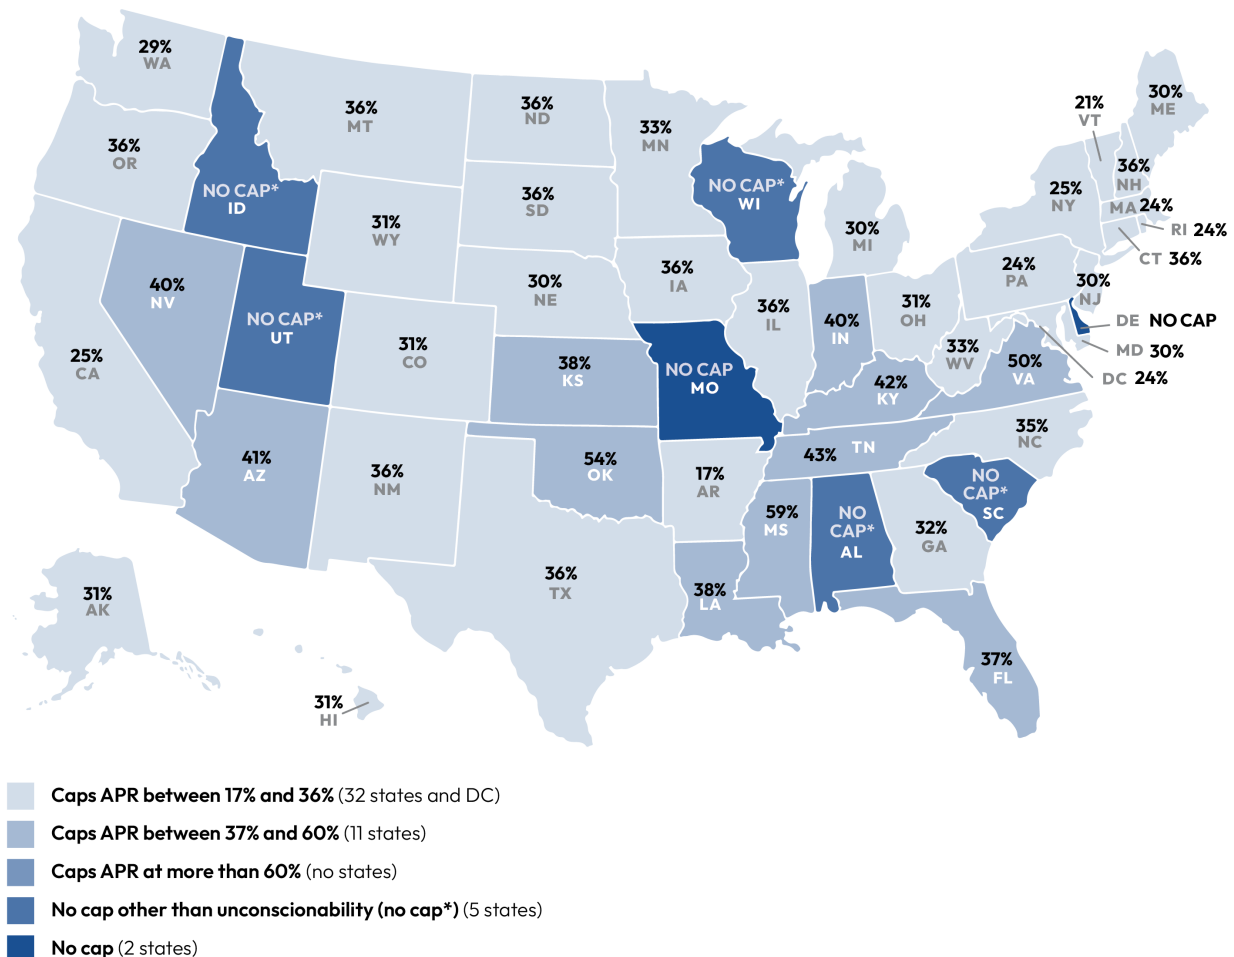 29%
WA
36%
OR
NO CAP*
ID
36%
MT
36%
ND
33%
MN
36%
SD
31%
WY
NO CAP*
WI
30%
MI
21%
VT
30%
ME
36%
NH
25%
NY
MA 24%
RI 24%
CT 36%
40%
NV
NO CAP*
UT
25%
CA
31%
CO
30%
NE
36%
IA
36%
IL
40%
IN
31%
OH
24%
PA
30%
NJ
DE NO CAP
MD 30%
DC 24%
33%
WV
50%
VA
38%
KS
NO CAP
MO
42%
KY
43% TN
35%
NC
41%
AZ
36%
NM
54%
OK
17%
AR
59%
MS
NO
CAP*
AL
32%
GA
NO
CAP*
SC
36%
TX
38%
LA
37%
FL
31%
AK
31%
HI
Caps APR between 17% and 36% (32 states and DC)
Caps APR between 37% and 60% (11 states)
Caps APR at more than 60% (no states)
No cap other than unconscionability (no cap*) (5 states)
No cap (2 states)